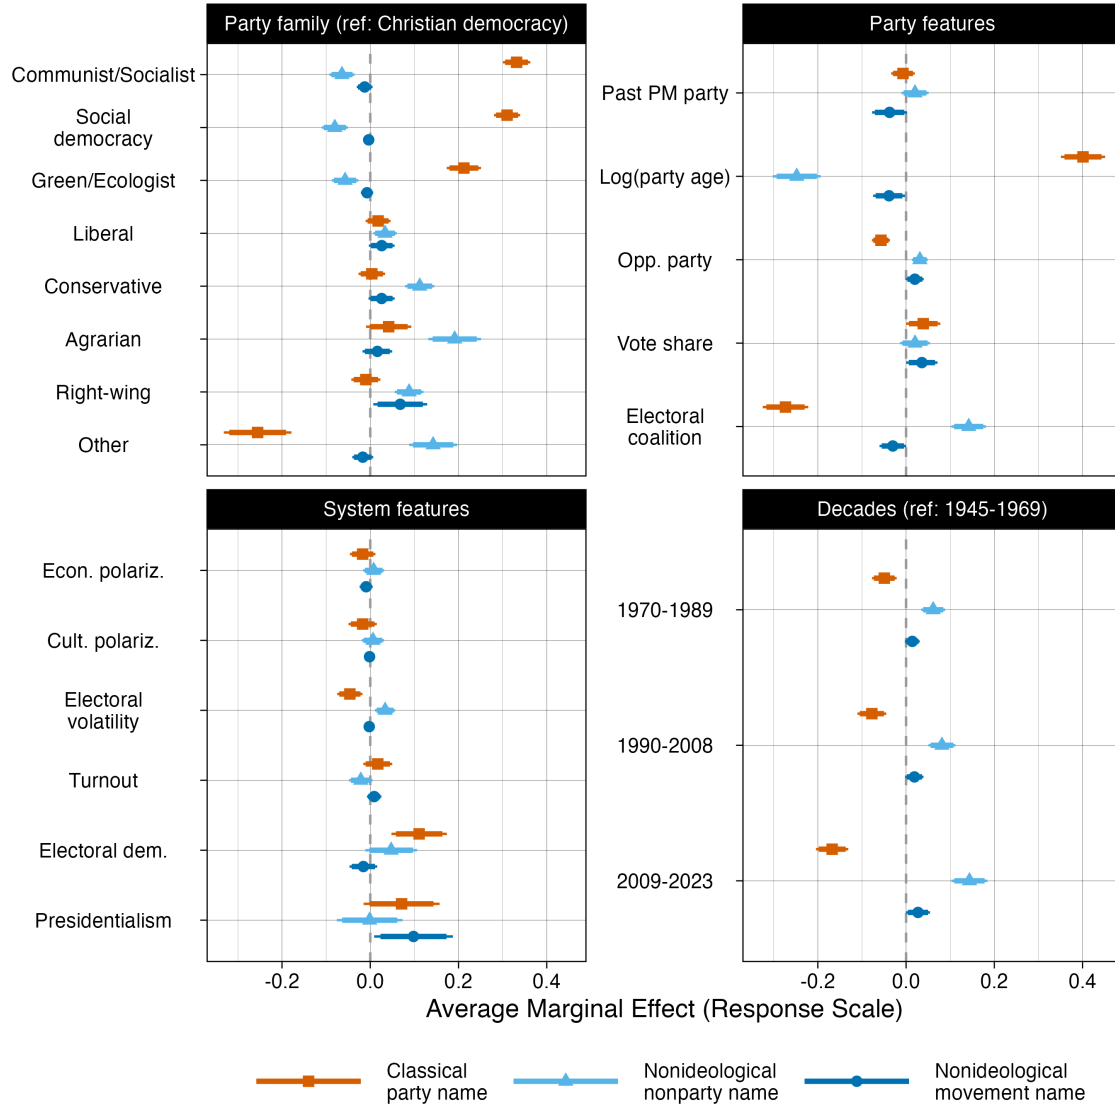 Party family (ref: Christian democracy)
Communist/Socialist
Social
democracy
Green/Ecologist
Liberal
Conservative
Agrarian
Right-wing
Other
Party features
Past PM party
Log(party age)
Opp. party
Vote share
Electoral
coalition
System features
Econ. polariz.
Cult. polariz.
Electoral
volatility
Turnout
Electoral dem.
Presidentialism
-0.2 0.0 0.2 0.4
Decades (ref: 1945-1969)
1970-1989
1990-2008
2009-2023
-0.2 0.0 0.2 0.4
Average Marginal Effect (Response Scale)
Classical
party name
Nonideological
nonparty name
Nonideological
movement name